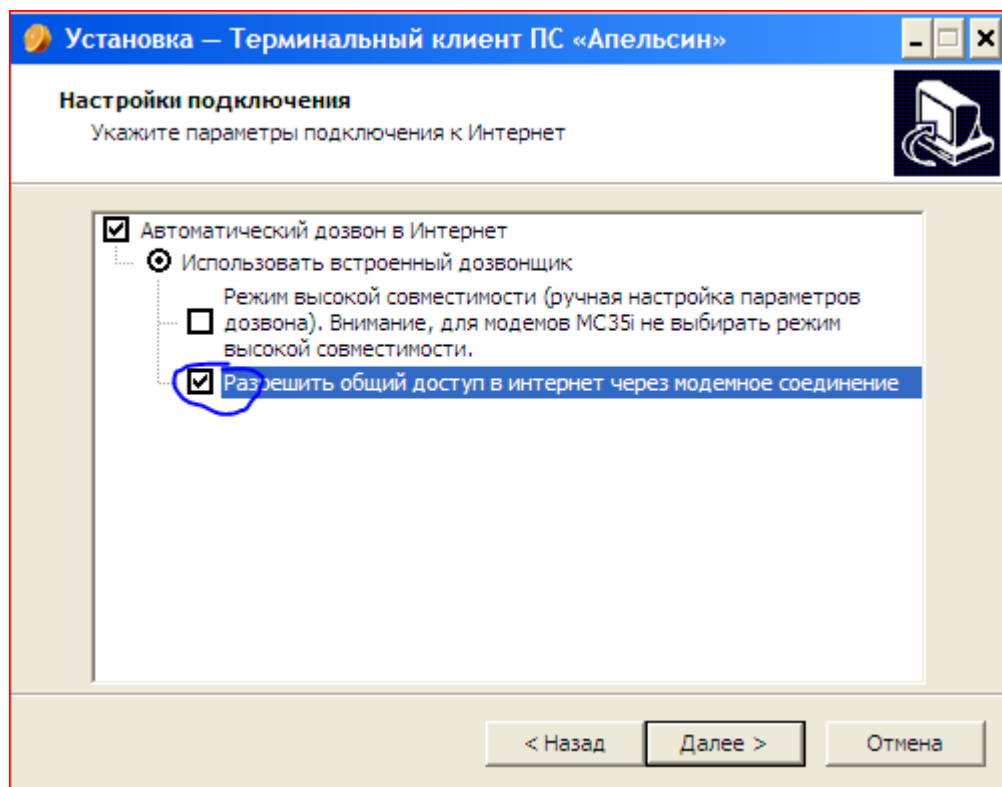 Установка — Терминальный клиент ПС «Апельсин»
Настройки подключения
Укажите параметры подключения к Интернет
Автоматический дозвон в Интернет
Использовать встроенный дозвонщик
Режим высокой совместимости (ручная настройка параметров
дозвона). Внимание, для модемов MC35i не выбирать режим
высокой совместимости.
Разрешить общий доступ в интернет через модемное соединение
< Назад
Далее >
Отмена